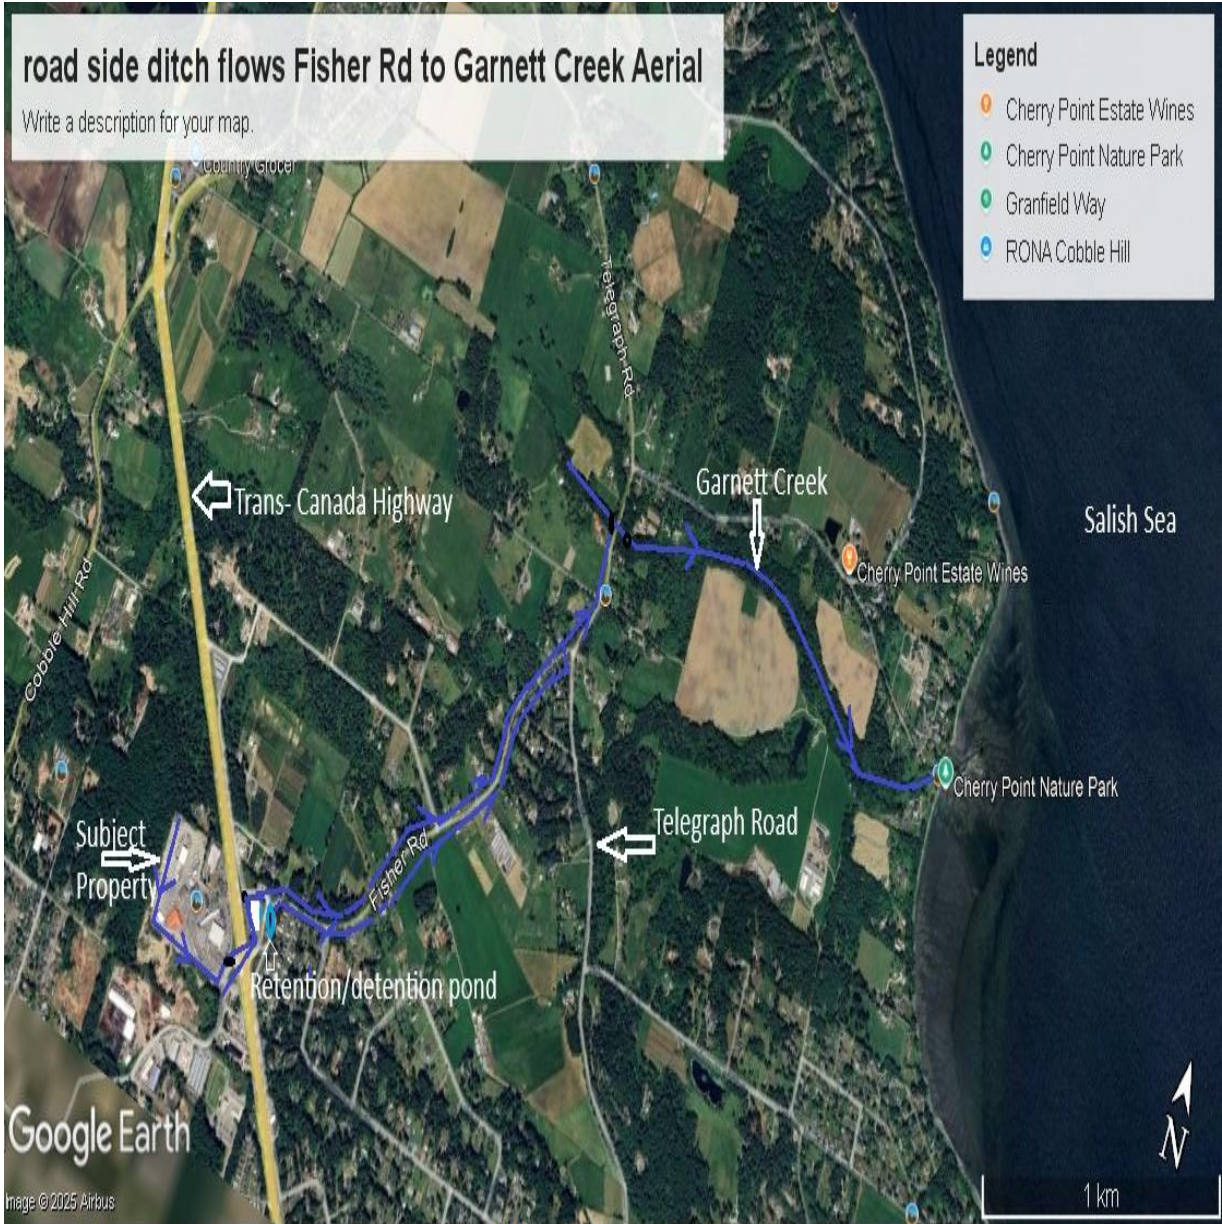 road side ditch flows Fisher Rd to Garnett Creek Aerial
Write a description for your map.
Legend
Cherry Point Estate Wines
Cherry Point Nature Park
Granfield Way
RONA Cobble Hill
Country Grocer
Telegraph Rd
Trans- Canada Highway
Garnett Creek
Salish Sea
Cherry Point Estate Wines
Cobble Hill Rd
Cherry Point Nature Park
Subject
Property
Telegraph Road
Fisher Rd
Retention/detention pond
Google Earth
N
1 km
Image © 2025 Airbus